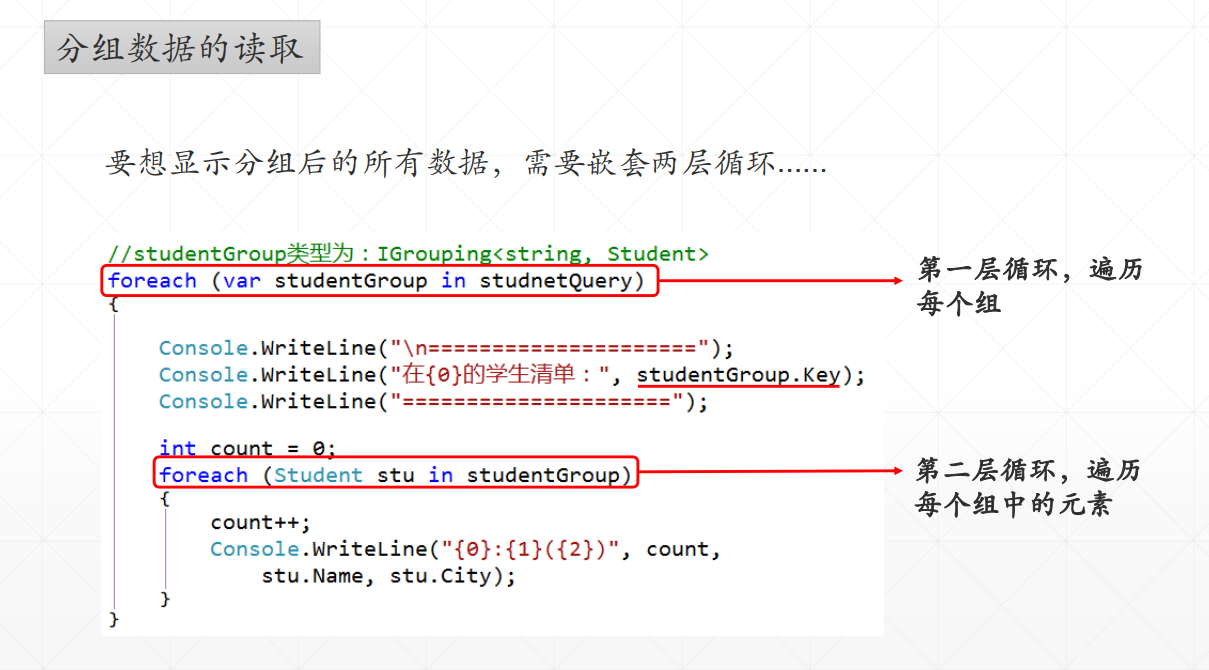 分组数据的读取
要想显示分组后的所有数据，需要嵌套两层循环......
//studentGroup类型为：IGrouping<string, Student>
foreach (var studentGroup in studnetQuery)
第一层循环，遍历
每个组
{
Console.WriteLine("\n=====================");
Console.WriteLine("在{0}的学生清单：", studentGroup.Key);
Console.WriteLine("=====================");
int count = 0;
foreach (Student stu in studentGroup)
第二层循环，遍历
每个组中的元素
{
count++;
Console.WriteLine("{0}:{1}({2})", count,
stu.Name, stu.City);
}
}